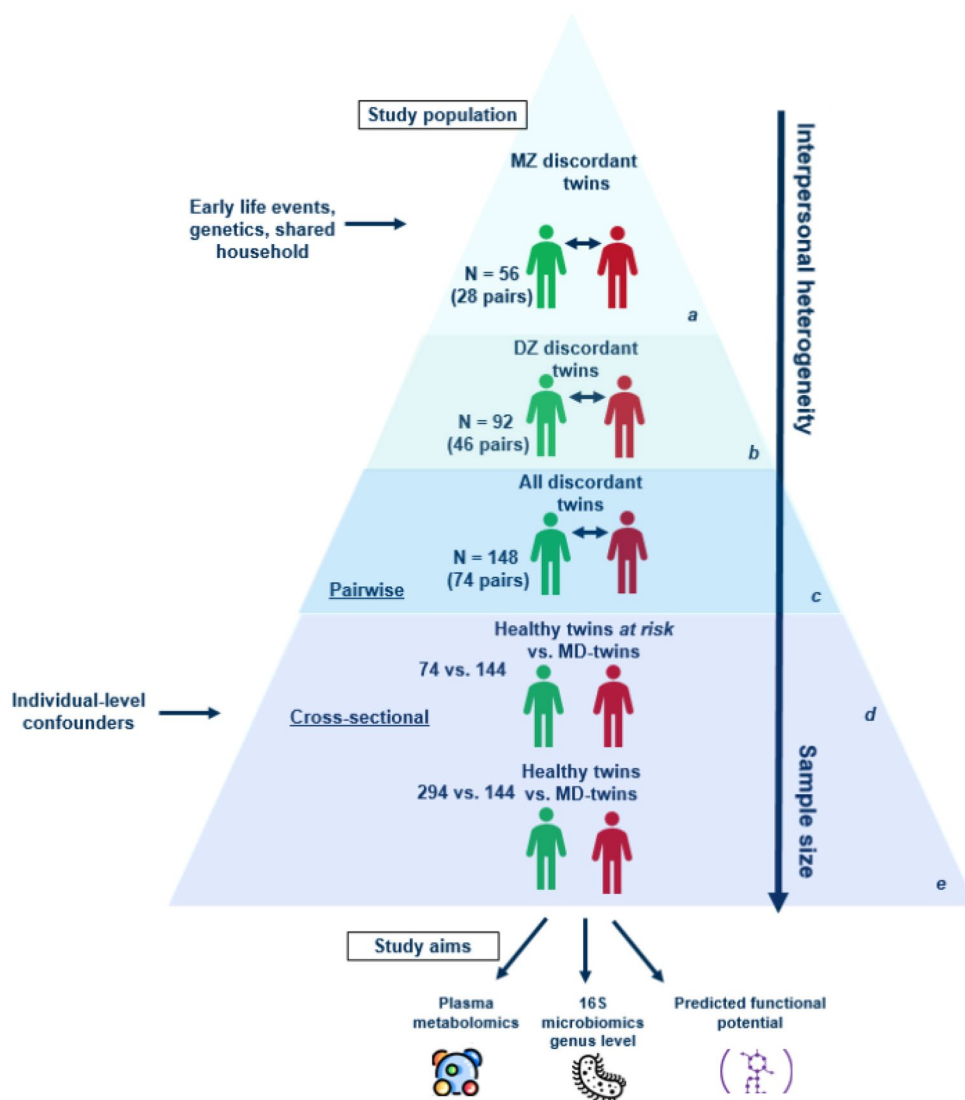 Study population
MZ discordant
twins
Early life events,
genetics, shared
household
N = 56
(28 pairs)
a
DZ discordant
twins
N = 92
(46 pairs)
b
All discordant
twins
N = 148
(74 pairs)
Pairwise
c
Healthy twins at risk
vs. MD-twins
74 vs. 144
Individual-level
confounders
Cross-sectional
d
Healthy twins
294 vs. 144
vs. MD-twins
e
Interpersonal heterogeneity
Sample size
Study aims
Plasma
metabolomics
16S
microbiomics
genus level
Predicted functional
potential